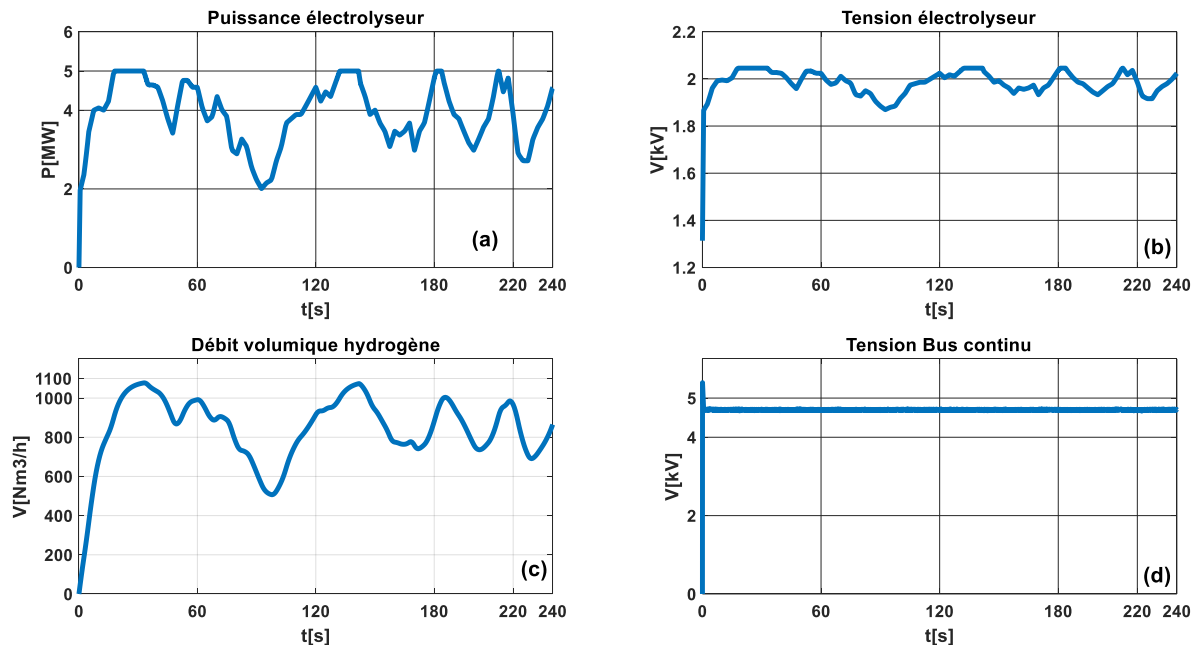 Puissance électrolyseur
6
5
4
2
0
P[MW]
0 60 120 180 220 240
t[s]
(a)
Tension électrolyseur
2.2
2
1.8
1.6
1.4
1.2
V[kV]
0 60 120 180 220 240
t[s]
(b)
Débit volumique hydrogène
1100
1000
800
600
400
200
0
V[Nm3/h]
0 60 120 180 220 240
t[s]
(c)
Tension Bus continu
5
4
2
0
V[kV]
0 60 120 180 220 240
t[s]
(d)